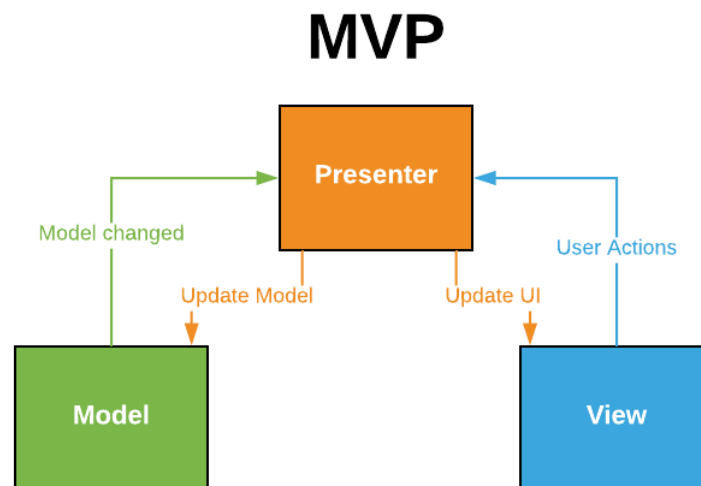 MVP
Presenter
Model changed
User Actions
Update Model
Update UI
Model
View